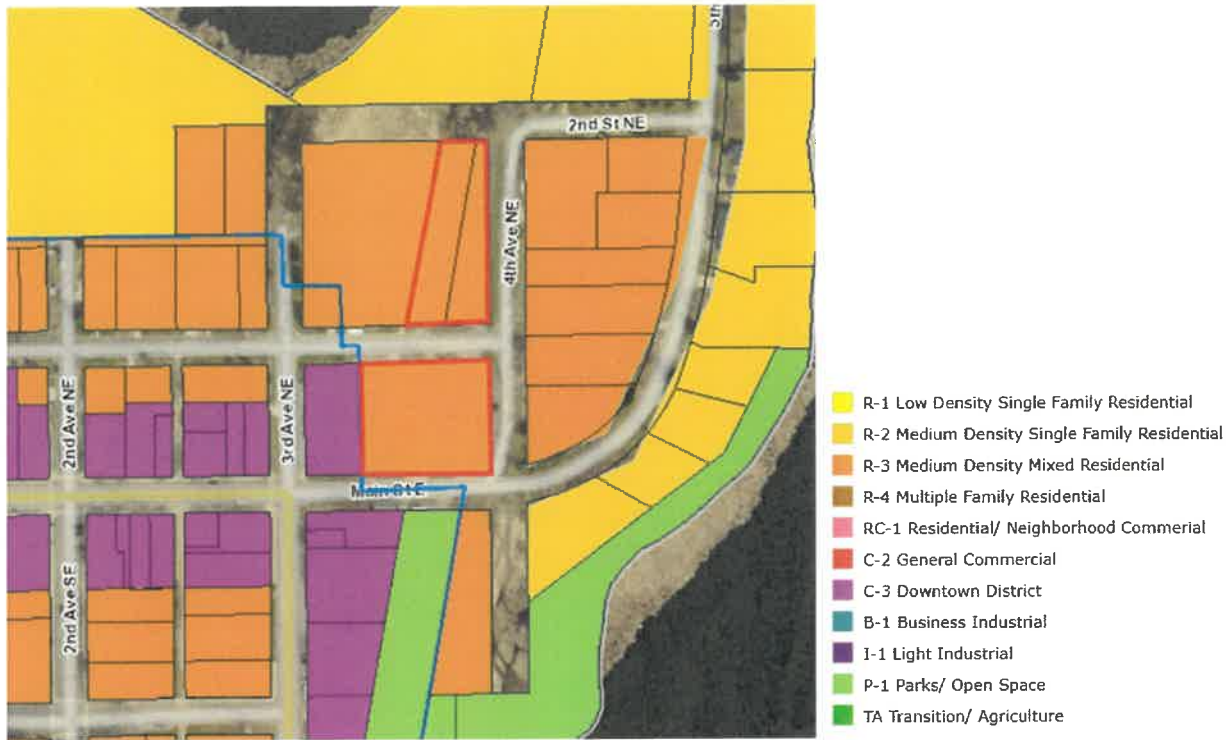 5th
2nd St NE
4th Ave NE
2nd Ave NE
3rd Ave NE
Main St E
2nd Ave SE
R-1 Low Density Single Family Residential
R-2 Medium Density Single Family Residential
R-3 Medium Density Mixed Residential
R-4 Multiple Family Residential
RC-1 Residential/ Neighborhood Commerial
C-2 General Commercial
C-3 Downtown District
B-1 Business Industrial
I-1 Light Industrial
P-1 Parks/ Open Space
TA Transition/ Agriculture